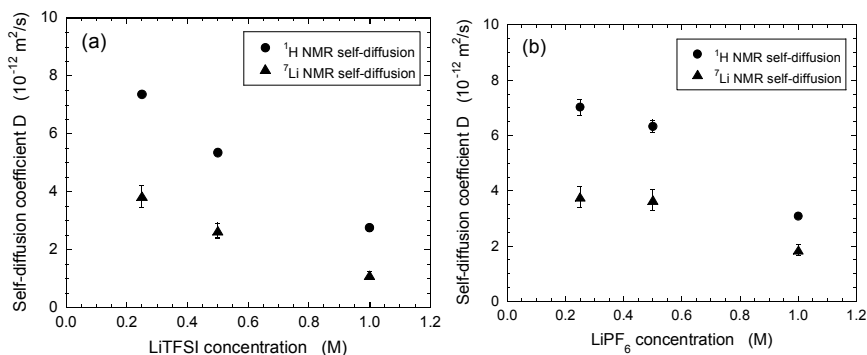 (a)
¹H NMR self-diffusion
⁷Li NMR self-diffusion
Self-diffusion coefficient D (10⁻¹² m²/s)
10
8
6
4
2
0
0.0 0.2 0.4 0.6 0.8 1.0 1.2
LiTFSI concentration (M)
(b)
¹H NMR self-diffusion
⁷Li NMR self-diffusion
Self-diffusion coefficient D (10⁻¹² m²/s)
10
8
6
4
2
0
0.0 0.2 0.4 0.6 0.8 1.0 1.2
LiPF₆ concentration (M)